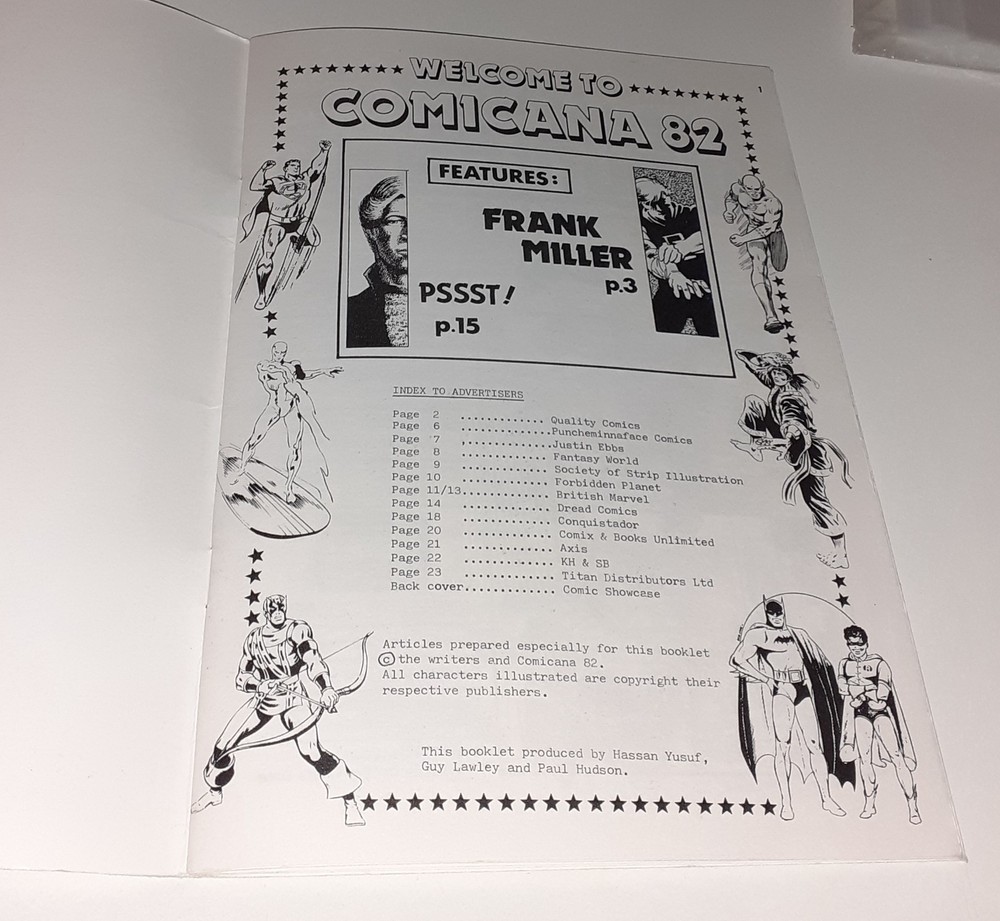 1
WELCOME TO
COMICANA 82
FEATURES:
FRANK
MILLER
p.3
PSSST!
p.15
INDEX TO ADVERTISERS
Page 2 ............. Quality Comics
Page 6 ..............Puncheminnaface Comics
Page 7 ..............Justin Ebbs
Page 8 ............. Fantasy World
Page 9 ............. Society of Strip Illustration
Page 10 ............. Forbidden Planet
Page 11/13............. British Marvel
Page 14 ............. Dread Comics
Page 18 ............. Conquistador
Page 20 ............. Comix & Books Unlimited
Page 21 ............. Axis
Page 22 ............. KH & SB
Page 23 ............. Titan Distributors Ltd
Back cover............. Comic Showcase
Articles prepared especially for this booklet
© the writers and Comicana 82.
All characters illustrated are copyright their
respective publishers.
This booklet produced by Hassan Yusuf,
Guy Lawley and Paul Hudson.